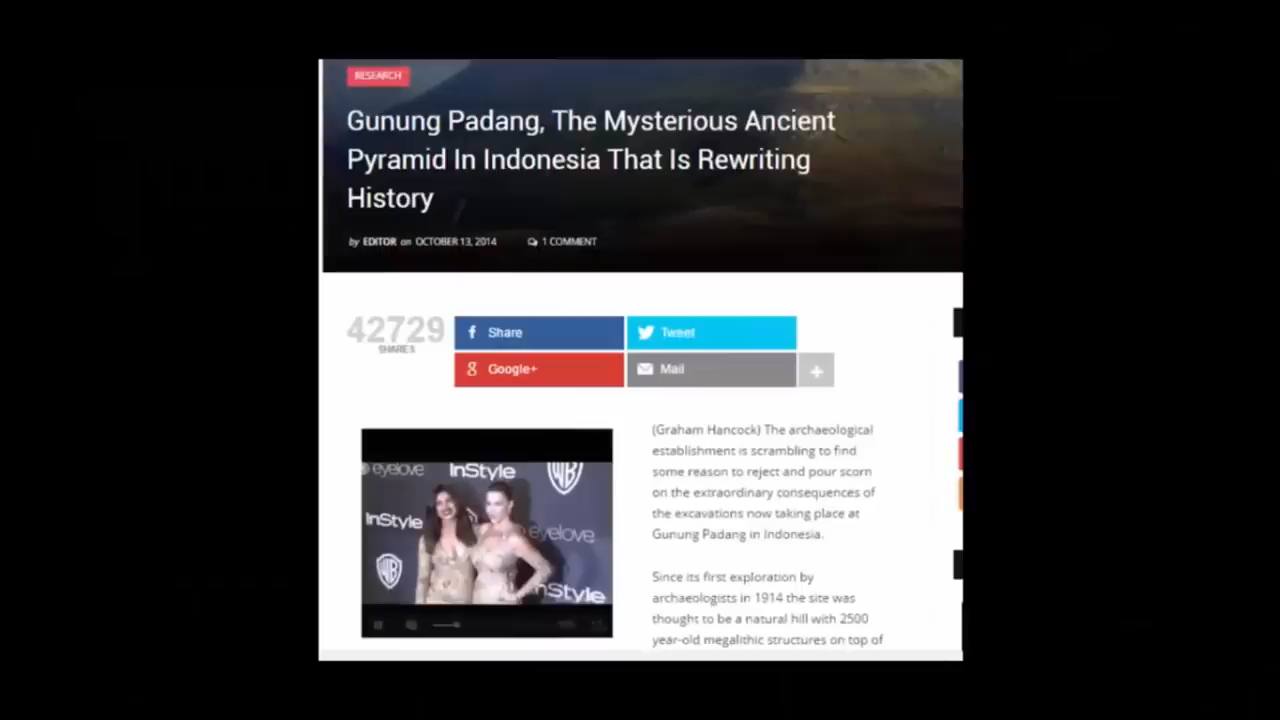 RESEARCH
Gunung Padang, The Mysterious Ancient
Pyramid In Indonesia That Is Rewriting
History
by EDITOR on OCTOBER 13, 2014 1 COMMENT
42729
SHARES
Share
Tweet
Google+
Mail
eyelove InStyle WB
InStyle
eyelove
WB
InStyle
(Graham Hancock) The archaeological
establishment is scrambling to find
some reason to reject and pour scorn
on the extraordinary consequences of
the excavations now taking place at
Gunung Padang in Indonesia.
Since its first exploration by
archaeologists in 1914 the site was
thought to be a natural hill with 2500
year-old megalithic structures on top of